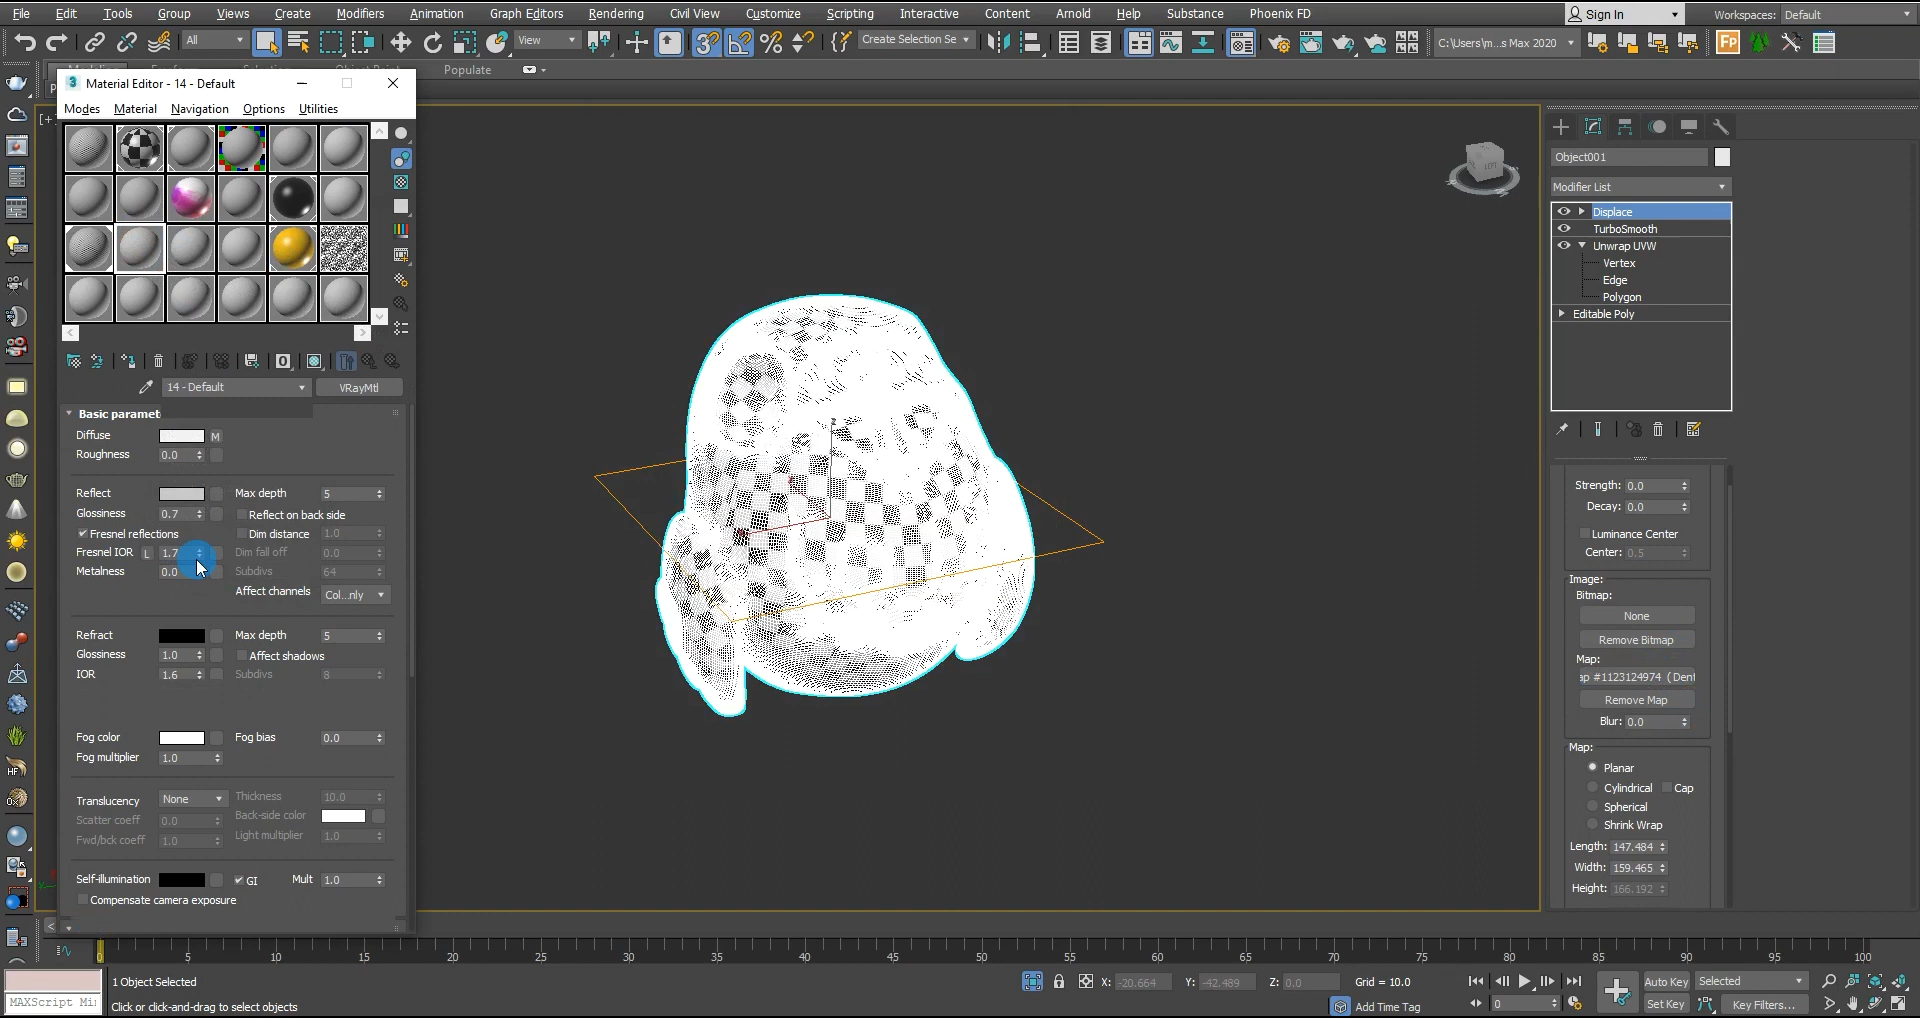 File Edit Tools Group Views Create Modifiers Animation Graph Editors Rendering Civil View Customize Scripting Interactive Content Arnold Help Substance Phoenix FD Sign In Workspaces: Default
All View Create Selection Se C:\Users\m...s Max 2020
Populate
Material Editor - 14 - Default
Modes Material Navigation Options Utilities
14 - Default VRayMtl
Basic paramet
Diffuse M
Roughness 0.0
Reflect Max depth 5
Glossiness 0.7 Reflect on back side
Fresnel reflections Dim distance 1.0
Fresnel IOR L 1.7 Dim fall off 0.0
Metalness 0.0 Subdivs 64
Affect channels Col...nly
Refract Max depth 5
Glossiness 1.0 Affect shadows
IOR 1.6 Subdivs 8
Fog color Fog bias 0.0
Fog multiplier 1.0
Translucency None Thickness 10.0
Scatter coeff 0.0 Back-side color
Fwd/bck coeff 1.0 Light multiplier 1.0
Self-illumination GI Mult 1.0
Compensate camera exposure
Object001
Modifier List
Displace
TurboSmooth
Unwrap UVW
Vertex
Edge
Polygon
Editable Poly
Strength: 0.0
Decay: 0.0
Luminance Center
Center: 0.5
Image:
Bitmap:
None
Remove Bitmap
Map:
ap #1123124974 (Dent
Remove Map
Blur: 0.0
Map:
Planar
Cylindrical Cap
Spherical
Shrink Wrap
Length: 147.484
Width: 159.465
Height: 166.192
0 5 10 15 20 25 30 35 40 45 50 55 60 65 70 75 80 85 90 95 100
1 Object Selected X: -20.664 Y: -42.489 Z: 0.0 Grid = 10.0 Auto Key Selected
MAXScript Mi Click or click-and-drag to select objects Add Time Tag 0 Set Key Key Filters...